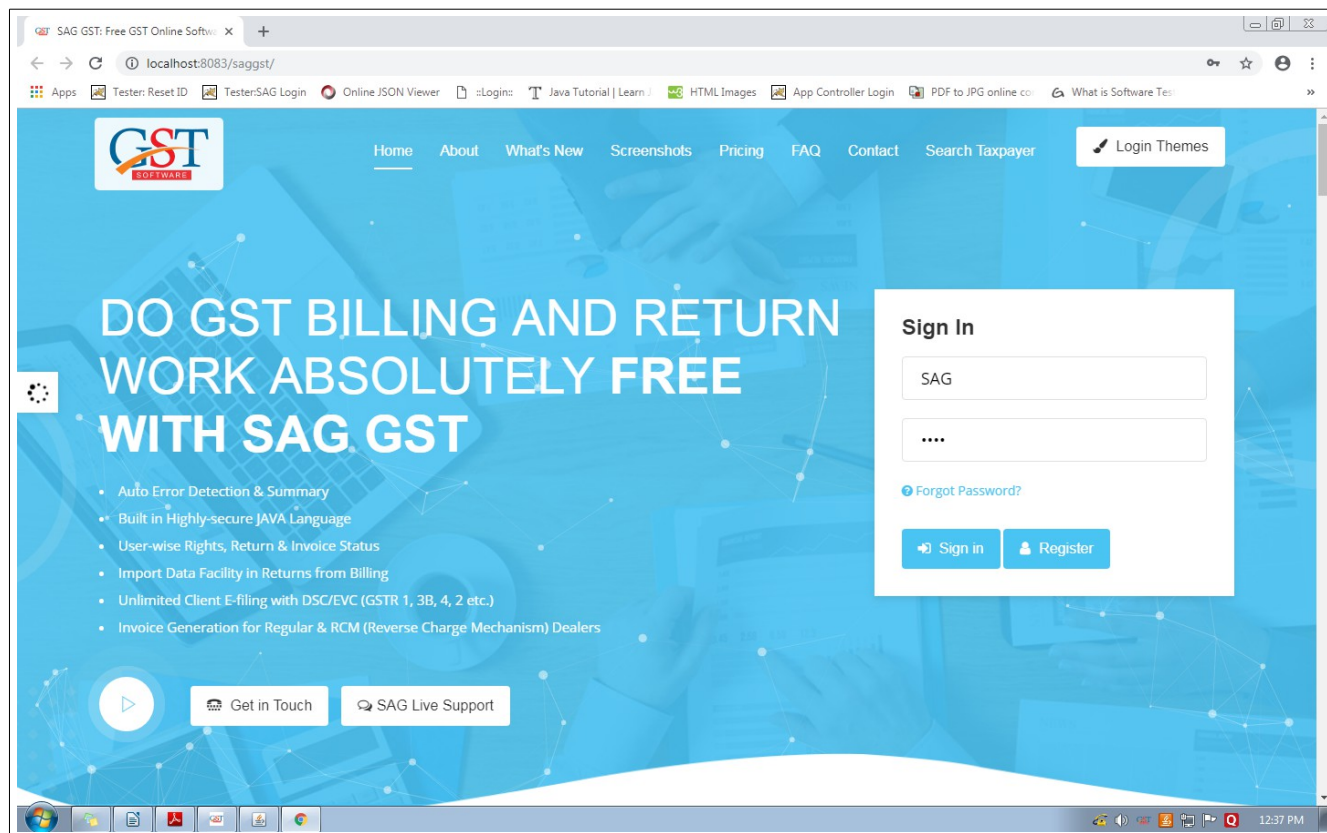 SAG GST: Free GST Online Softwa
localhost:8083/saggst/
Apps Tester: Reset ID Tester:SAG Login Online JSON Viewer ::Login:: Java Tutorial | Learn J HTML Images App Controller Login PDF to JPG online co What is Software Tes »
GST
SOFTWARE
Home About What's New Screenshots Pricing FAQ Contact Search Taxpayer Login Themes
DO GST BILLING AND RETURN
WORK ABSOLUTELY FREE
WITH SAG GST
• Auto Error Detection & Summary
• Built in Highly-secure JAVA Language
• User-wise Rights, Return & Invoice Status
• Import Data Facility in Returns from Billing
• Unlimited Client E-filing with DSC/EVC (GSTR 1, 3B, 4, 2 etc.)
• Invoice Generation for Regular & RCM (Reverse Charge Mechanism) Dealers
Get in Touch SAG Live Support
Sign In
SAG
••••
Forgot Password?
Sign in Register
12:37 PM